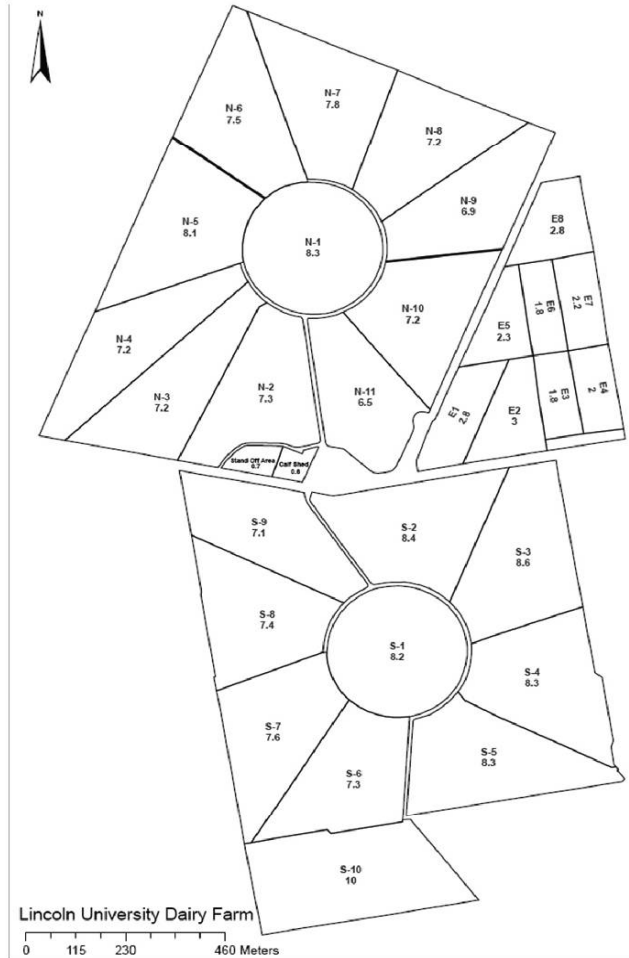 N
N-7
7.8
N-6
7.5
N-8
7.2
N-9
6.9
N-5
8.1
N-1
8.3
E8
2.8
N-10
7.2
E5
2.3
E6
1.8
E7
2.2
N-4
7.2
N-3
7.2
N-2
7.3
N-11
6.5
E1
2.8
E2
3
E3
1.8
E4
2
Stand Off Area
0.7
Calf Shed
0.6
S-9
7.1
S-2
8.4
S-3
8.6
S-8
7.4
S-1
8.2
S-4
8.3
S-7
7.6
S-6
7.3
S-5
8.3
S-10
10
Lincoln University Dairy Farm
0 115 230 460 Meters